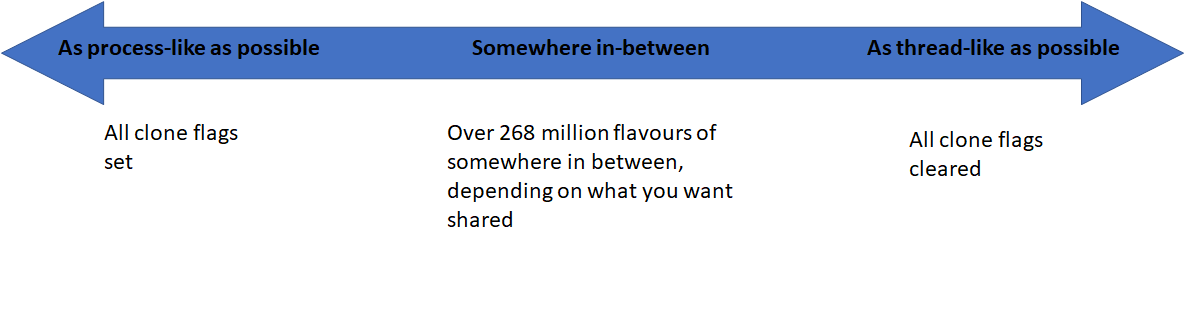 As process-like as possible
Somewhere in-between
As thread-like as possible
All clone flags
set
Over 268 million flavours of
somewhere in between,
depending on what you want
shared
All clone flags
cleared